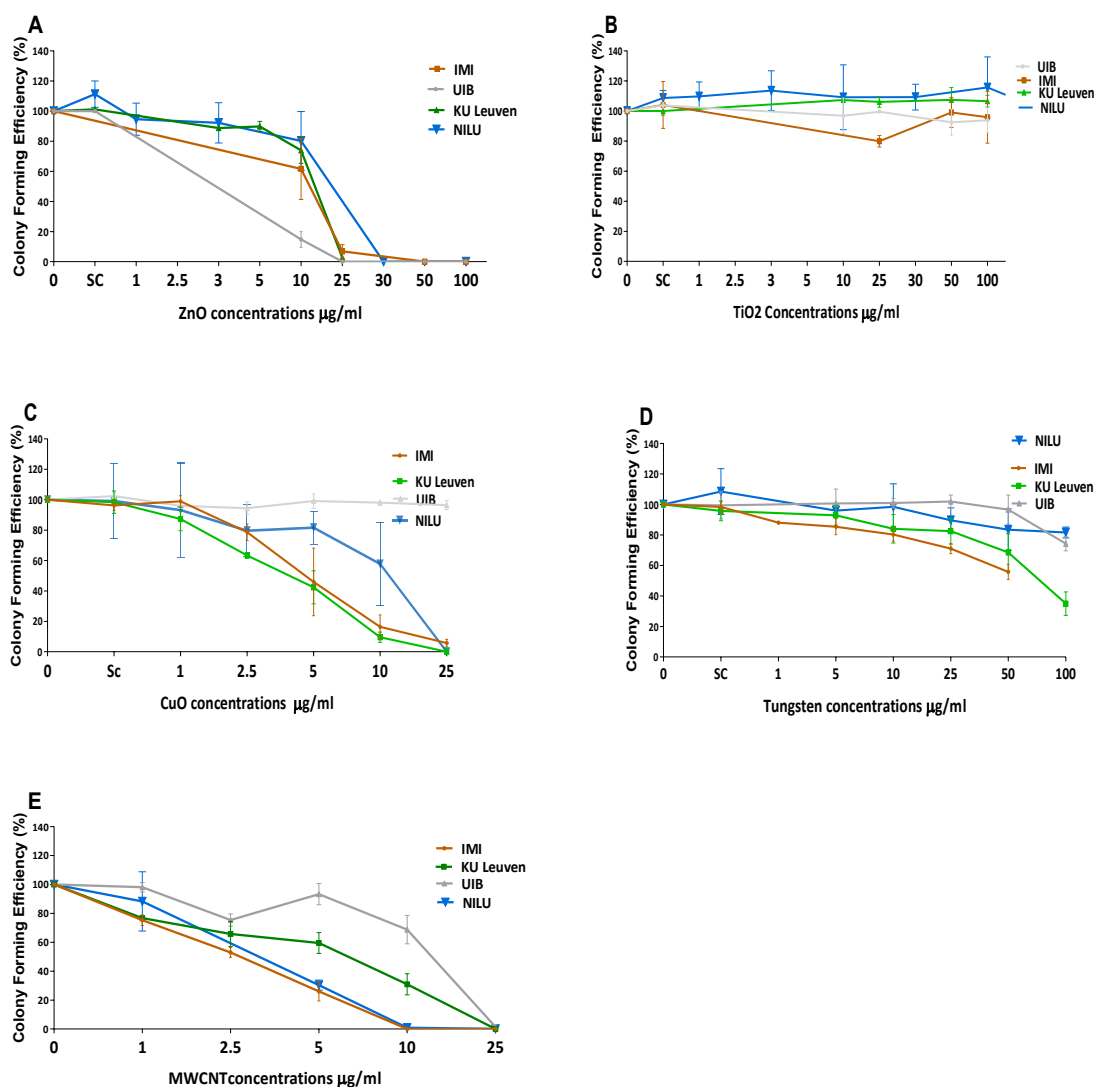 A
Colony Forming Efficiency (%)
140
120
100
80
60
40
20
0
0 SC 1 2.5 3 5 10 25 30 50 100
ZnO concentrations µg/ml
IMI
UIB
KU Leuven
NILU
B
Colony Forming Efficiency (%)
140
120
100
80
60
40
20
0
0 SC 1 2.5 3 5 10 25 30 50 100
TiO2 Concentrations µg/ml
UIB
IMI
KU Leuven
NILU
C
Colony Forming Efficiency (%)
140
120
100
80
60
40
20
0
0 Sc 1 2.5 5 10 25
CuO concentrations µg/ml
IMI
KU Leuven
UIB
NILU
D
Colony Forming Efficiency (%)
140
120
100
80
60
40
20
0
0 SC 1 5 10 25 50 100
Tungsten concentrations µg/ml
NILU
IMI
KU Leuven
UIB
E
Colony Forming Efficiency (%)
140
120
100
80
60
40
20
0
0 1 2.5 5 10 25
MWCNTconcentrations µg/ml
IMI
KU Leuven
UIB
NILU